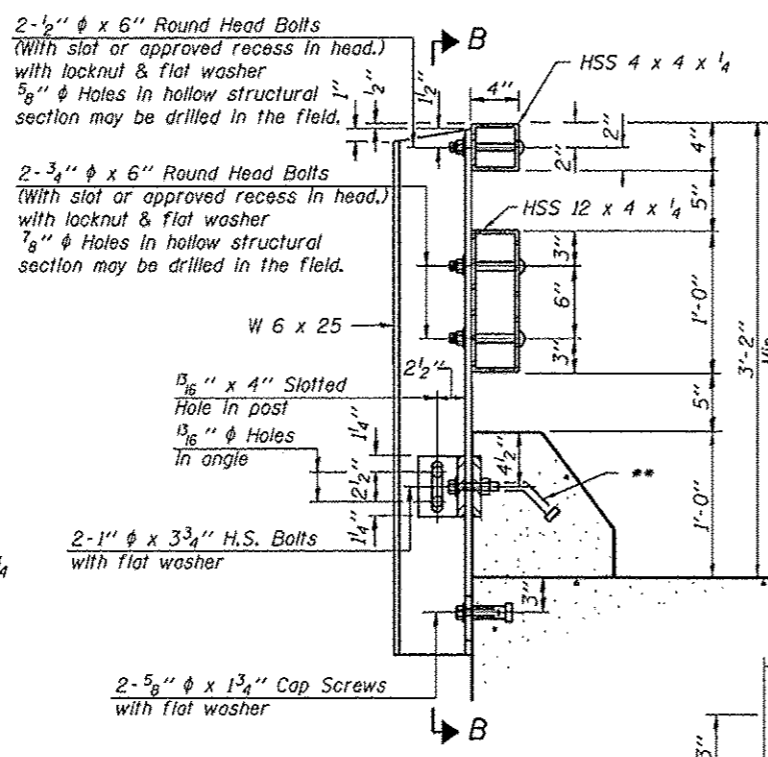 2-½" ϕ x 6" Round Head Bolts
(With slot or approved recess in head.)
with locknut & flat washer
⅝" ϕ Holes in hollow structural
section may be drilled in the field.
1"
½"
1½"
B
4"
HSS 4 x 4 x ¼
2"
2"
4"
2-¾" ϕ x 6" Round Head Bolts
(With slot or approved recess in head.)
with locknut & flat washer
⅞" ϕ Holes in hollow structural
section may be drilled in the field.
5"
HSS 12 x 4 x ¼
3"
6"
3"
1'-0"
3'-2"
W 6 x 25
2½"
13/16" x 4" Slotted
Hole in post
13/16" ϕ Holes
in angle
1¼"
2½"
1¼"
5"
4½"
**
1'-0"
2-1" ϕ x 3¾" H.S. Bolts
with flat washer
3"
2-⅝" ϕ x 1¾" Cap Screws
with flat washer
B
3"